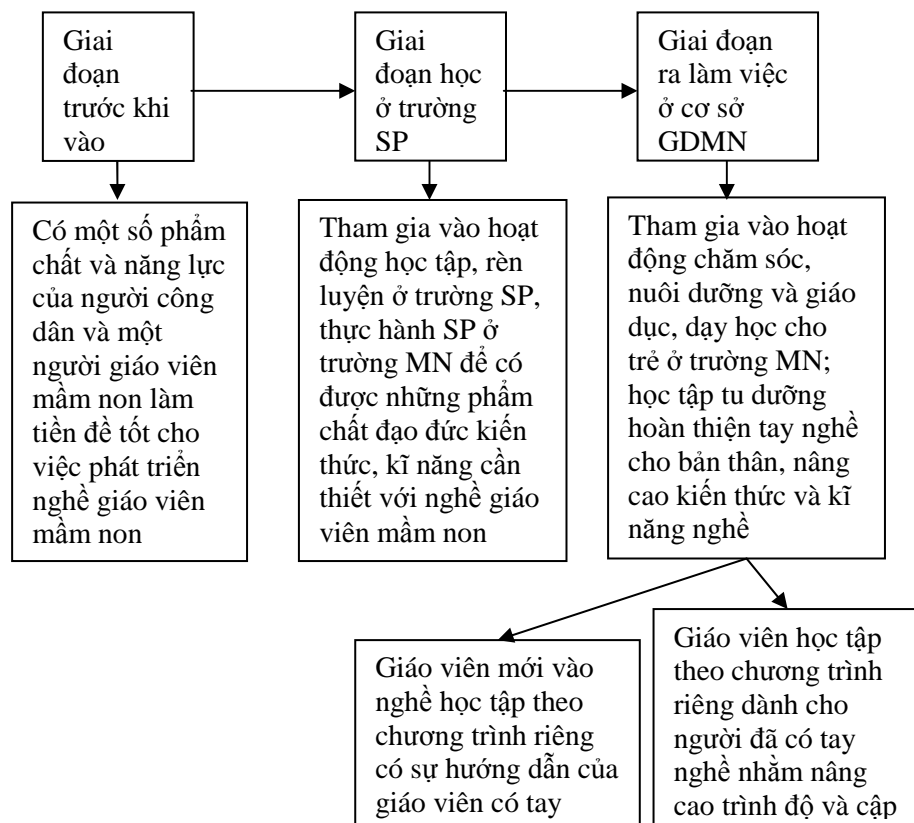 Giai
đoạn
trước khi
vào
Giai
đoạn học
ở trường
SP
Giai đoạn
ra làm việc
ở cơ sở
GDMN
Có một số phẩm
chất và năng lực
của người công
dân và một
người giáo viên
mầm non làm
tiền đề tốt cho
việc phát triển
nghề giáo viên
mầm non
Tham gia vào hoạt
động học tập, rèn
luyện ở trường SP,
thực hành SP ở
trường MN để có
được những phẩm
chất đạo đức kiến
thức, kĩ năng cần
thiết với nghề giáo
viên mầm non
Tham gia vào hoạt
động chăm sóc,
nuôi dưỡng và giáo
dục, dạy học cho
trẻ ở trường MN;
học tập tu dưỡng
hoàn thiện tay nghề
cho bản thân, nâng
cao kiến thức và kĩ
năng nghề
Giáo viên mới vào
nghề học tập theo
chương trình riêng
có sự hướng dẫn của
giáo viên có tay
Giáo viên học tập
theo chương trình
riêng dành cho
người đã có tay
nghề nhằm nâng
cao trình độ và cập